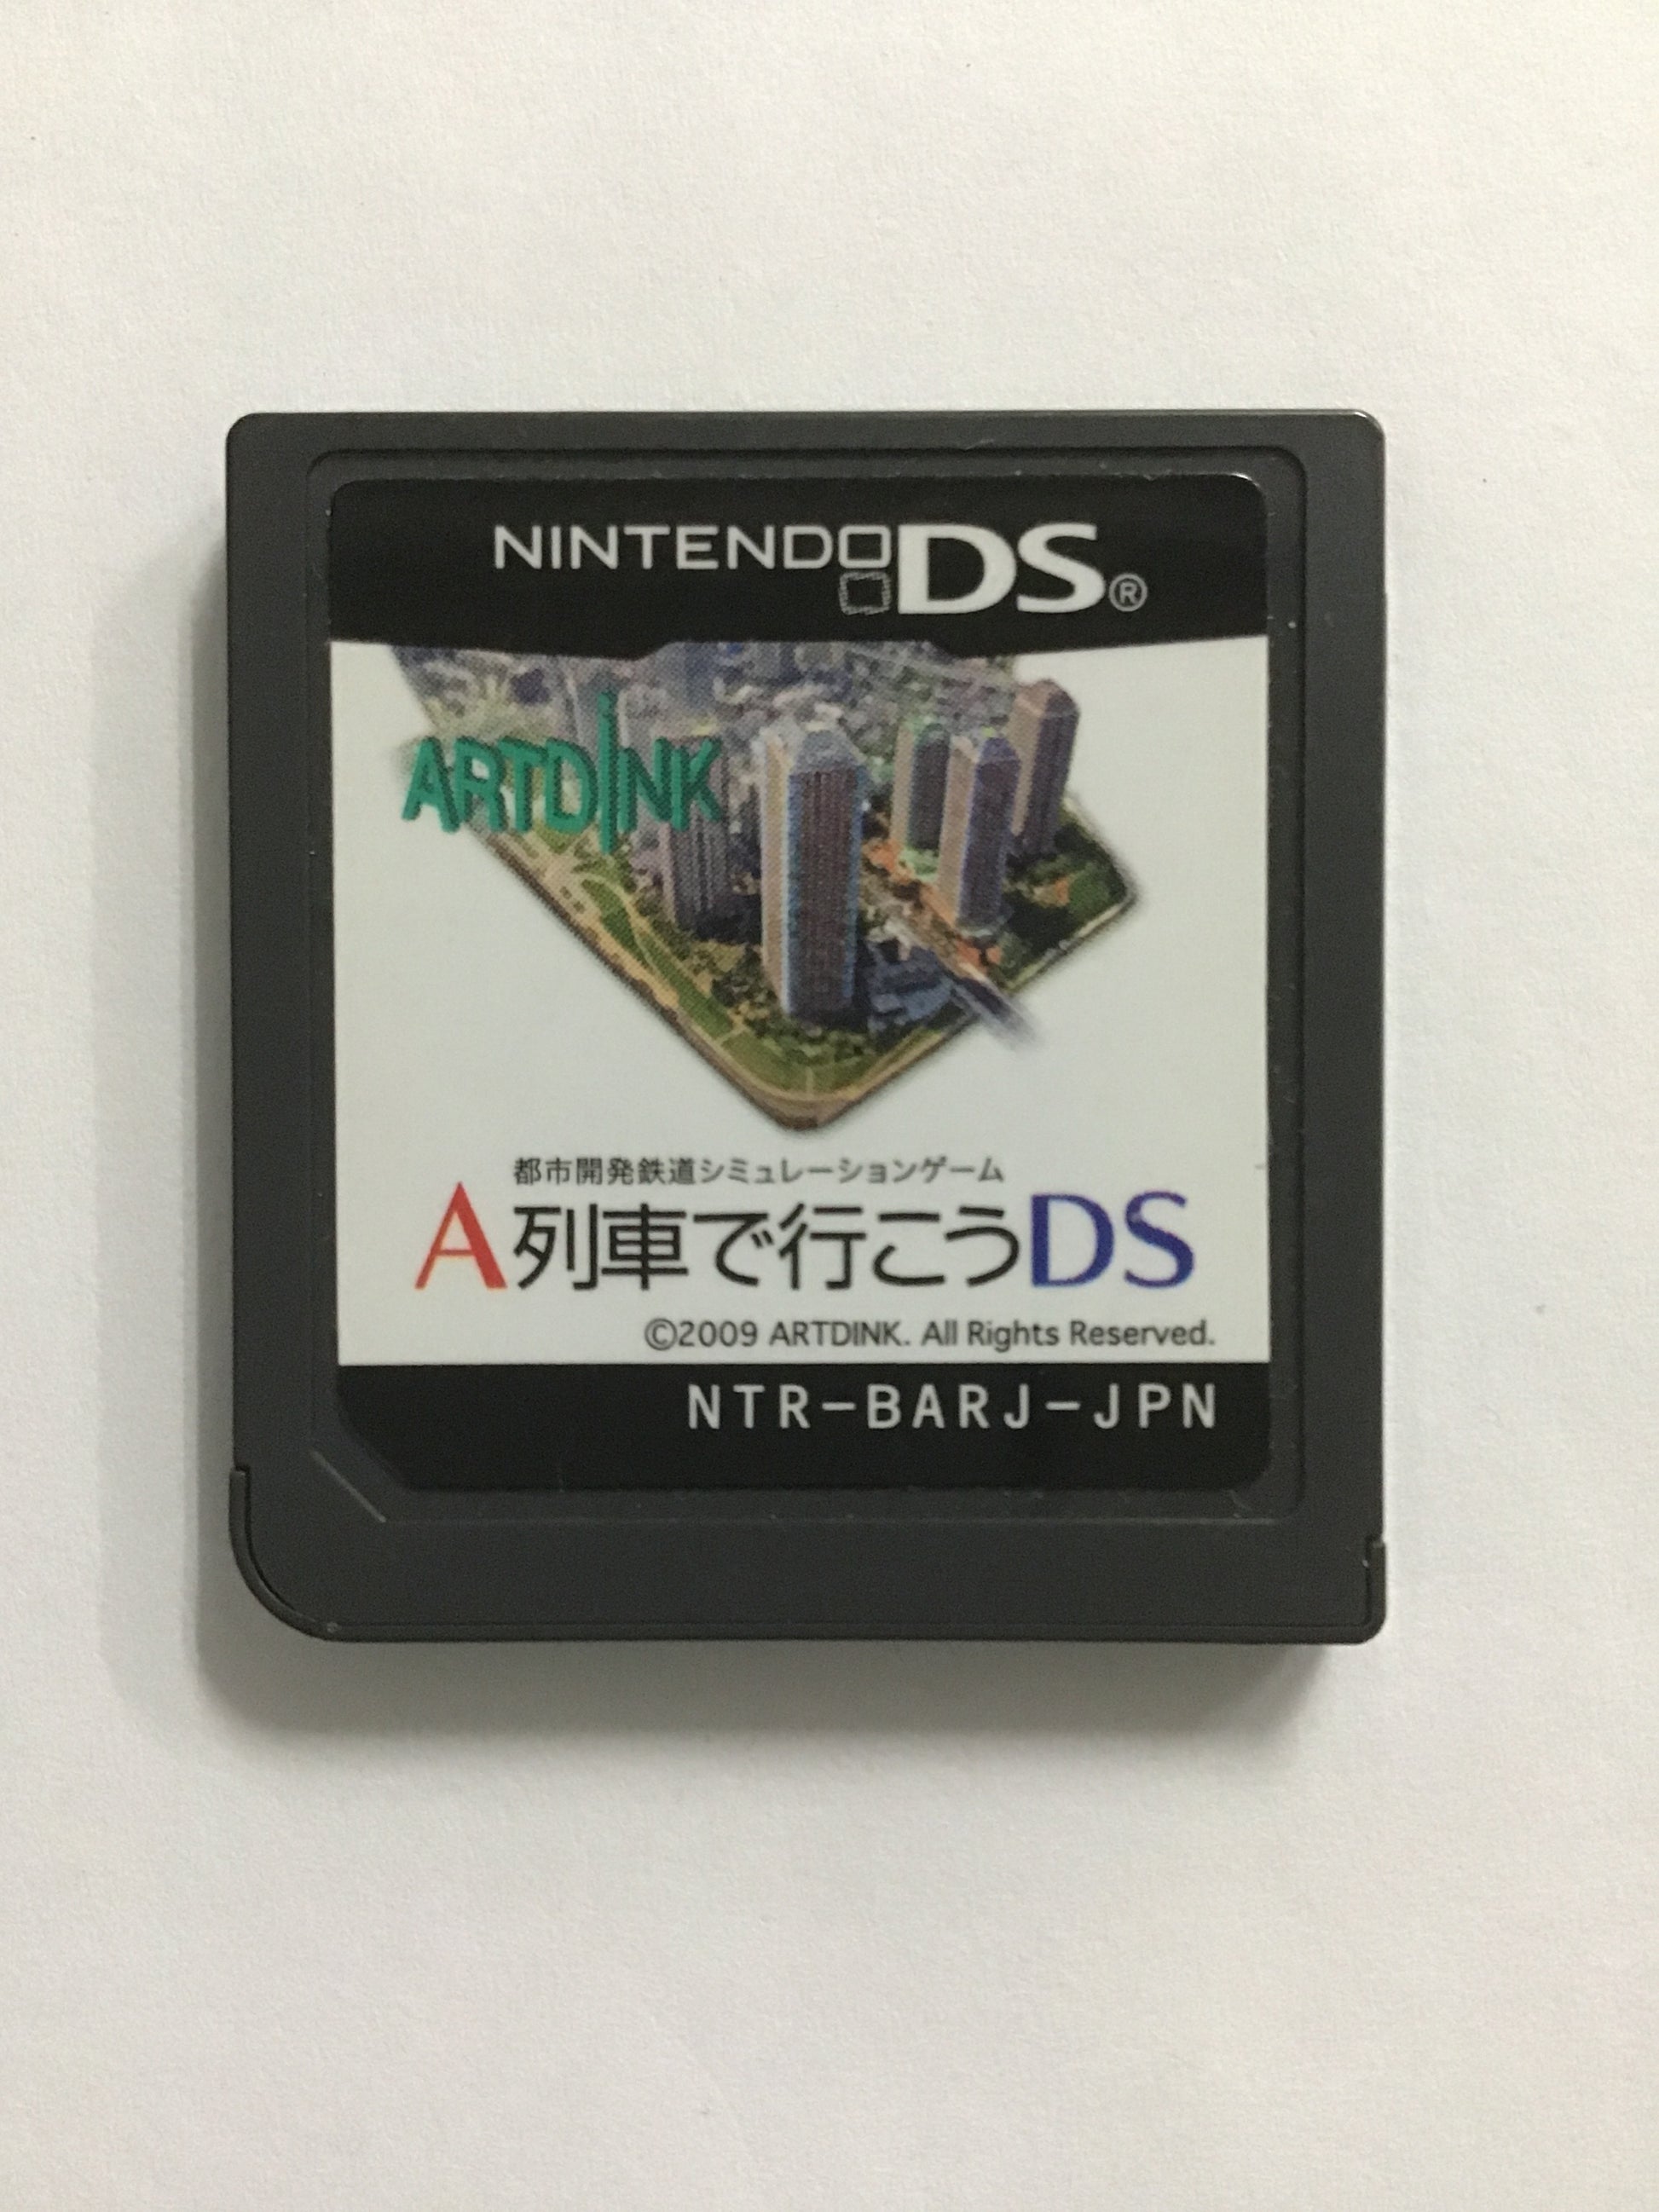 NINTENDO DS®
ARTDINK
都市開発鉄道シミュレーションゲーム
A列車で行こうDS
©2009 ARTDINK. All Rights Reserved.
NTR-BARJ-JPN